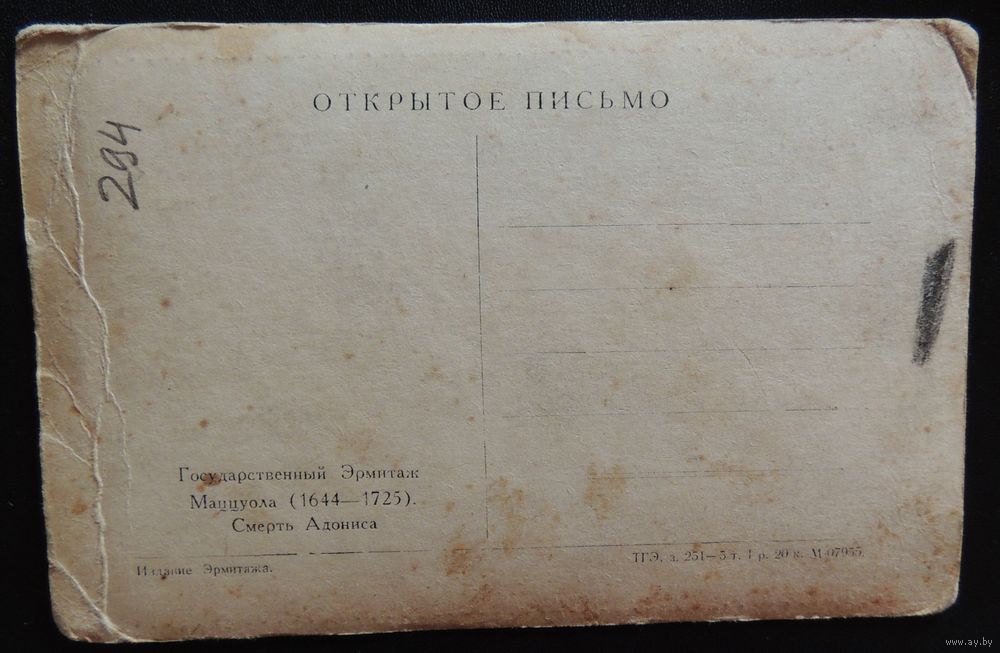 ОТКРЫТОЕ ПИСЬМО
294
Государственный Эрмитаж
Маццуола (1644—1725).
Смерть Адониса
Издание Эрмитажа.
ТГЭ, з. 251—5 т. 1 р. 20 к. М-07955.
www.ay.by